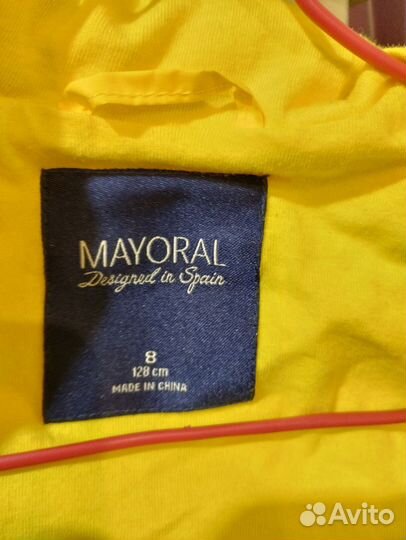 MAYORAL
Designed in Spain
8
128 cm
MADE IN CHINA
Avito